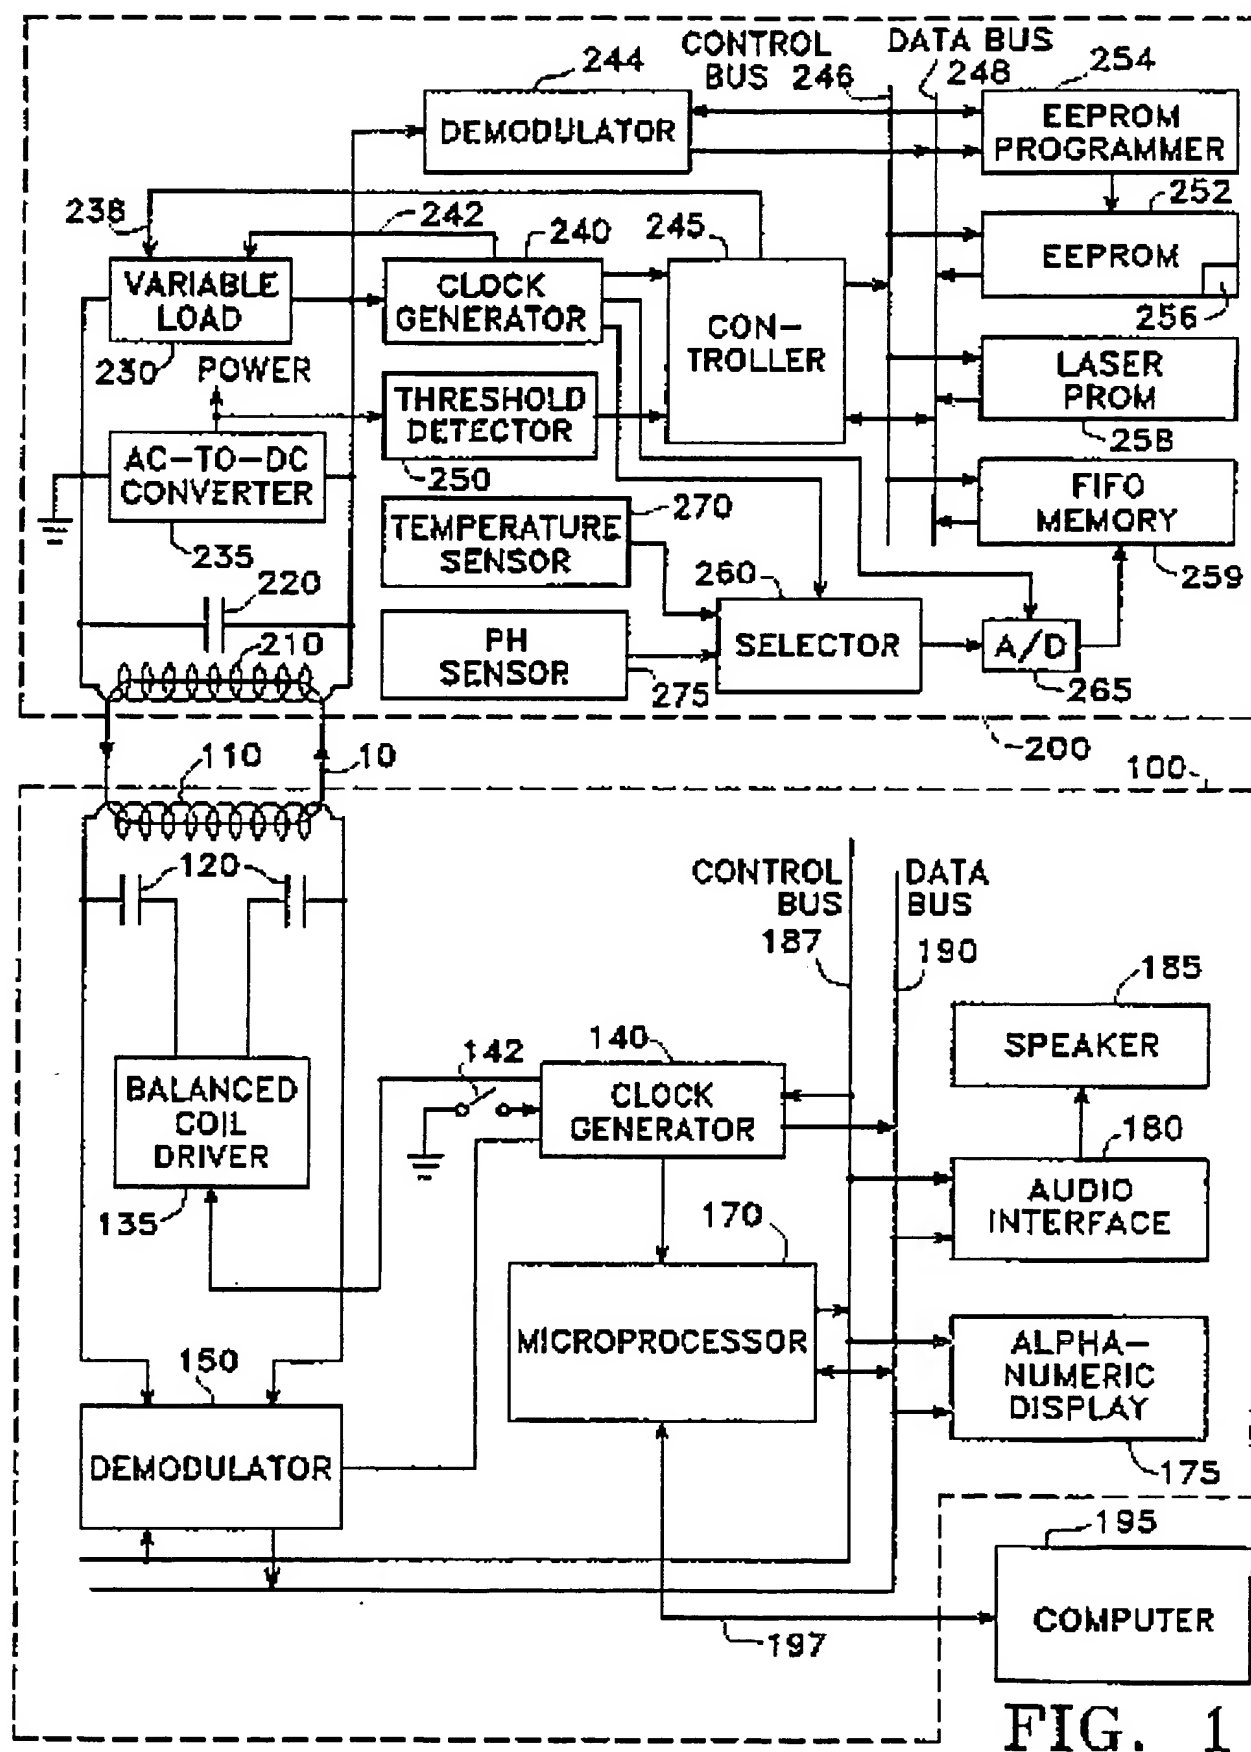 CONTROL
BUS 246
DATA BUS
248
244
254
DEMODULATOR
EEPROM
PROGRAMMER
238
242
240
245
252
VARIABLE
LOAD
CLOCK
GENERATOR
CON-
TROLLER
EEPROM
256
230
POWER
THRESHOLD
DETECTOR
LASER
PROM
AC-TO-DC
CONVERTER
250
258
270
FIFO
MEMORY
TEMPERATURE
SENSOR
235
220
260
259
PH
SENSOR
SELECTOR
A/D
210
275
265
200
110
10
100
120
CONTROL
BUS
DATA
BUS
187
190
185
SPEAKER
140
142
BALANCED
COIL
DRIVER
CLOCK
GENERATOR
180
135
170
AUDIO
INTERFACE
MICROPROCESSOR
ALPHA-
NUMERIC
DISPLAY
150
DEMODULATOR
175
195
COMPUTER
197
FIG. 1